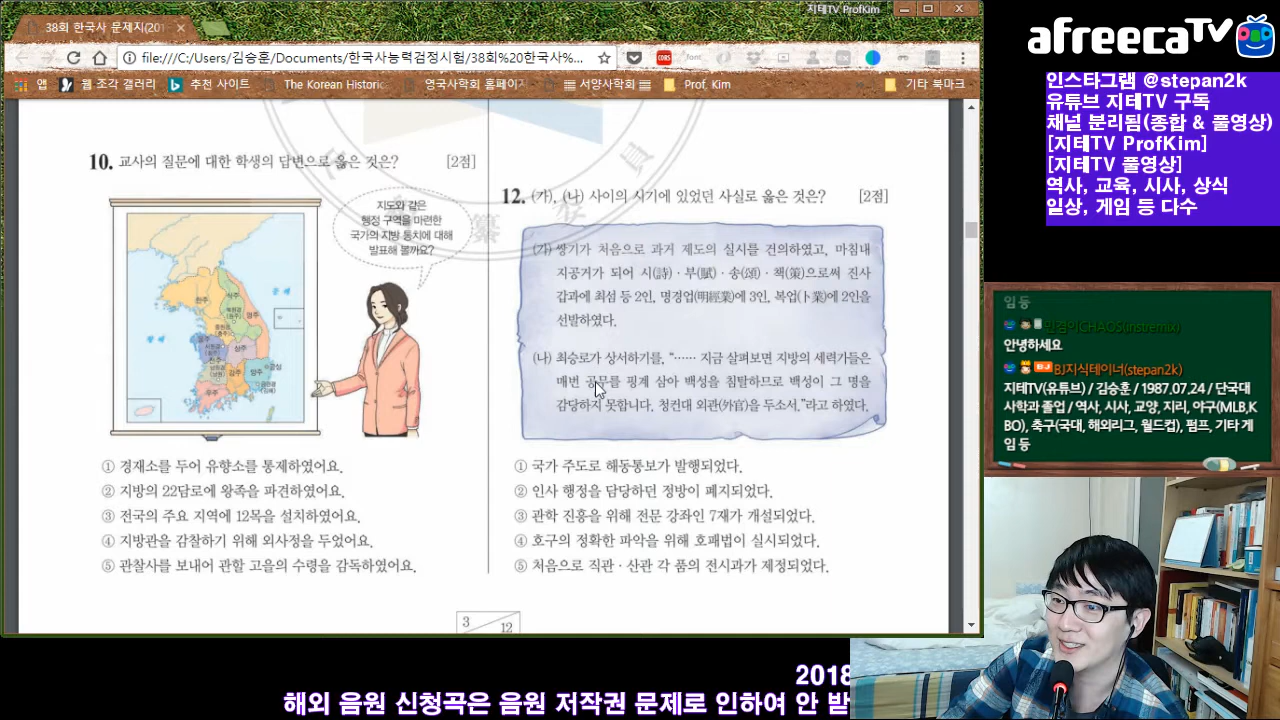 지테TV ProfKim
38회 한국사 문제지(201
file:///C:/Users/김승훈/Documents/한국사능력검정시험/38회%20한국사%...
앱
웹 조각 갤러리
추천 사이트
The Korean Historic
영국사학회 홈페이지
서양사학회
Prof. Kim
기타 북마크
10. 교사의 질문에 대한 학생의 답변으로 옳은 것은? [2점]
지도와 같은
행정 구역을 마련한
국가의 지방 통치에 대해
발표해 볼까요?
한주
삭주
명주
상주
강주
양주
무주
금성
① 경재소를 두어 유향소를 통제하였어요.
② 지방의 22담로에 왕족을 파견하였어요.
③ 전국의 주요 지역에 12목을 설치하였어요.
④ 지방관을 감찰하기 위해 외사정을 두었어요.
⑤ 관찰사를 보내어 관할 고을의 수령을 감독하였어요.
12. (가), (나) 사이의 시기에 있었던 사실로 옳은 것은? [2점]
(가) 쌍기가 처음으로 과거 제도의 실시를 건의하였고, 마침내
지공거가 되어 시(詩)·부(賦)·송(頌)·책(策)으로써 진사
갑과에 최섬 등 2인, 명경업(明經業)에 3인, 복업(卜業)에 2인을
선발하였다.
(나) 최승로가 상서하기를, "…… 지금 살펴보면 지방의 세력가들은
매번 공무를 핑계 삼아 백성을 침탈하므로 백성이 그 명을
감당하지 못합니다. 청컨대 외관(外官)을 두소서."라고 하였다.
① 국가 주도로 해동통보가 발행되었다.
② 인사 행정을 담당하던 정방이 폐지되었다.
③ 관학 진흥을 위해 전문 강좌인 7재가 개설되었다.
④ 호구의 정확한 파악을 위해 호패법이 실시되었다.
⑤ 처음으로 직관·산관 각 품의 전시과가 제정되었다.
3
12
afreecaTV
인스타그램 @stepan2k
유튜브 지테TV 구독
채널 분리됨(종합 & 풀영상)
[지테TV ProfKim]
[지테TV 풀영상]
역사, 교육, 시사, 상식
일상, 게임 등 다수
임 등
안녕하세요
BJ지식테이너(stepan2k)
지테TV(유튜브) / 김승훈 / 1987.07.24 / 단국대
사학과 졸업 / 역사, 시사, 교양, 지리, 야구(MLB,K
BO), 축구(국대, 해외리그, 월드컵), 펌프, 기타 게
임 등
2018
해외 음원 신청곡은 음원 저작권 문제로 인하여 안 받